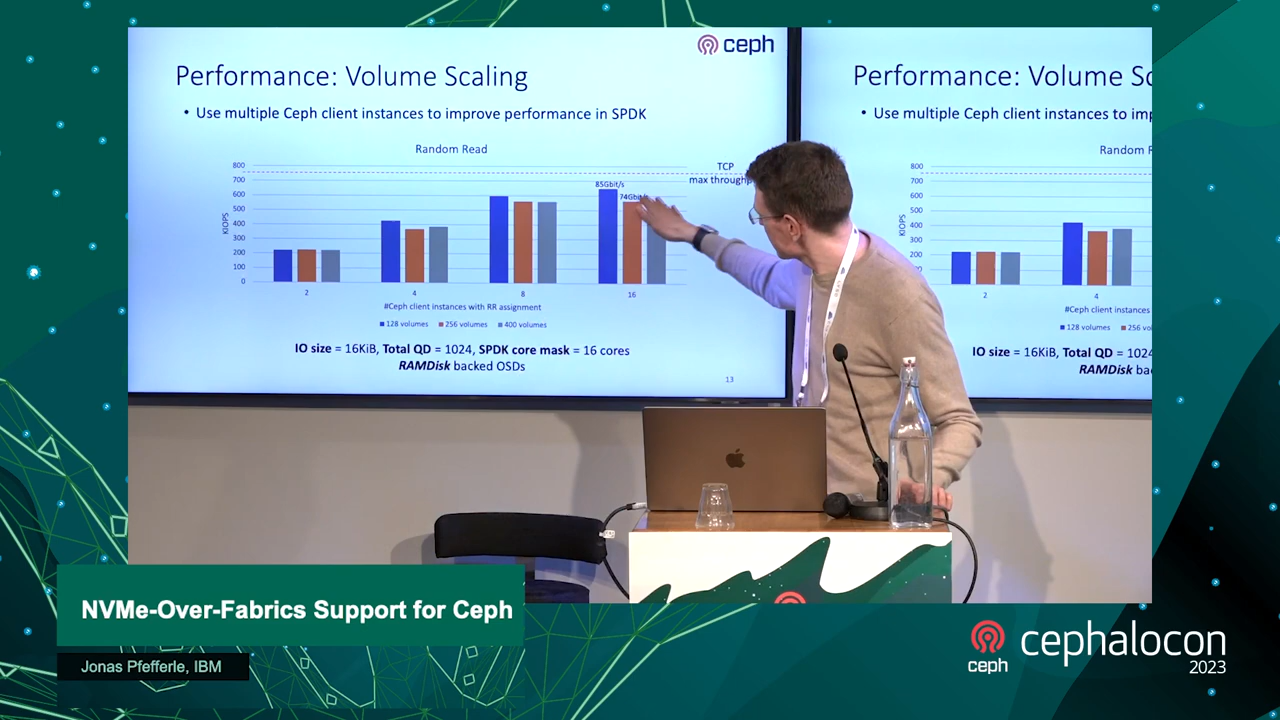 ceph
Performance: Volume Scaling
• Use multiple Ceph client instances to improve performance in SPDK
Random Read
TCP
max throughp
800
700
600
500
400
300
200
100
0
KIOPS
85Gbit/s
74Gbit/s
2
4
8
16
#Ceph client instances with RR assignment
128 volumes
256 volumes
400 volumes
IO size = 16KiB, Total QD = 1024, SPDK core mask = 16 cores
RAMDisk backed OSDs
13
Performance: Volume Sc
• Use multiple Ceph client instances to imp
Random R
800
700
600
500
400
300
200
100
0
KIOPS
2
4
#Ceph client instances
128 volumes
256 vo
IO size = 16KiB, Total QD = 1024
RAMDisk ba
NVMe-Over-Fabrics Support for Ceph
Jonas Pfefferle, IBM
ceph
cephalocon
2023